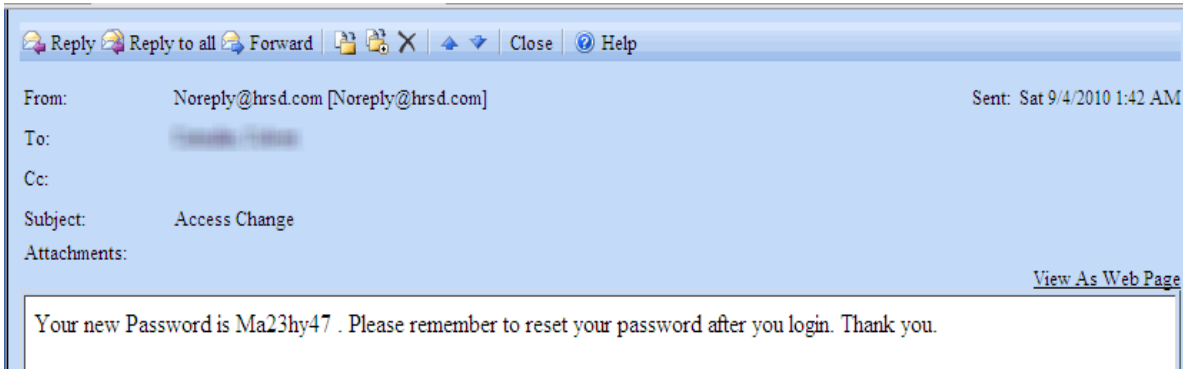 Reply Reply to all Forward Close Help
From: Noreply@hrsd.com [Noreply@hrsd.com] Sent: Sat 9/4/2010 1:42 AM
To:
Cc:
Subject: Access Change
Attachments:
View As Web Page
Your new Password is Ma23hy47 . Please remember to reset your password after you login. Thank you.